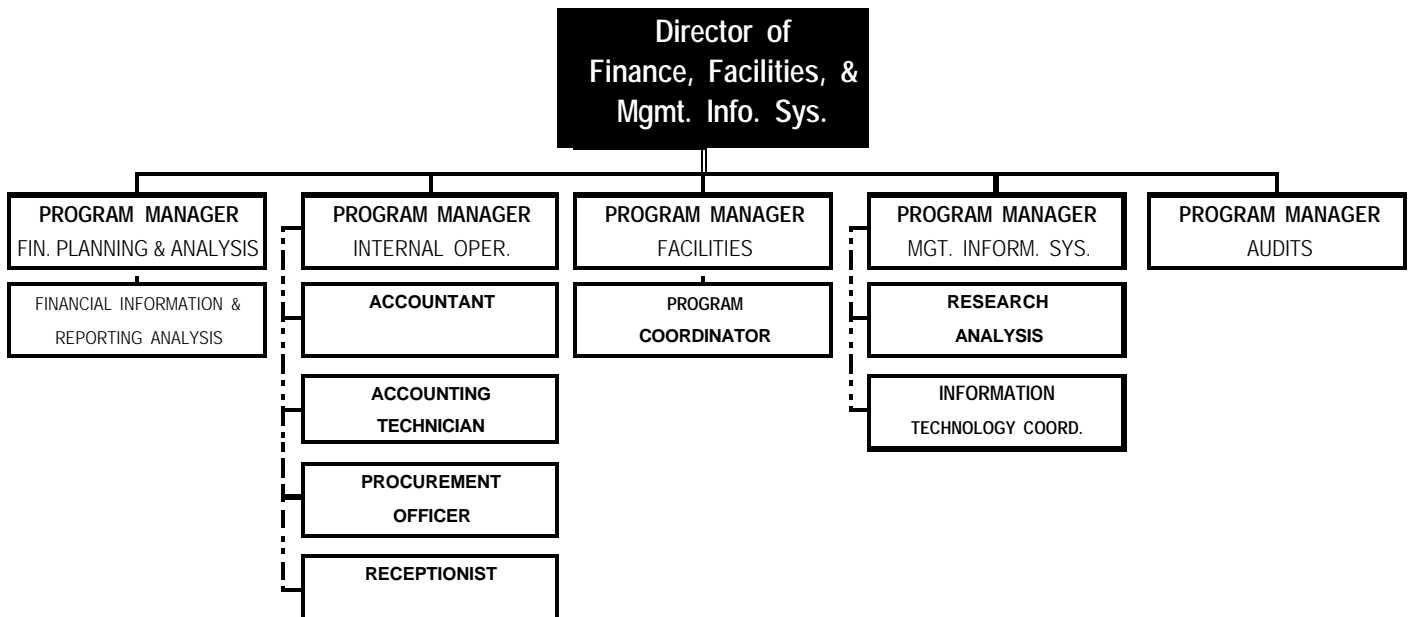 Director of
Finance, Facilities, &
Mgmt. Info. Sys.
PROGRAM MANAGER
FIN. PLANNING & ANALYSIS
FINANCIAL INFORMATION &
REPORTING ANALYSIS
PROGRAM MANAGER
INTERNAL OPER.
ACCOUNTANT
ACCOUNTING
TECHNICIAN
PROCUREMENT
OFFICER
RECEPTIONIST
PROGRAM MANAGER
FACILITIES
PROGRAM
COORDINATOR
PROGRAM MANAGER
MGT. INFORM. SYS.
RESEARCH
ANALYSIS
INFORMATION
TECHNOLOGY COORD.
PROGRAM MANAGER
AUDITS